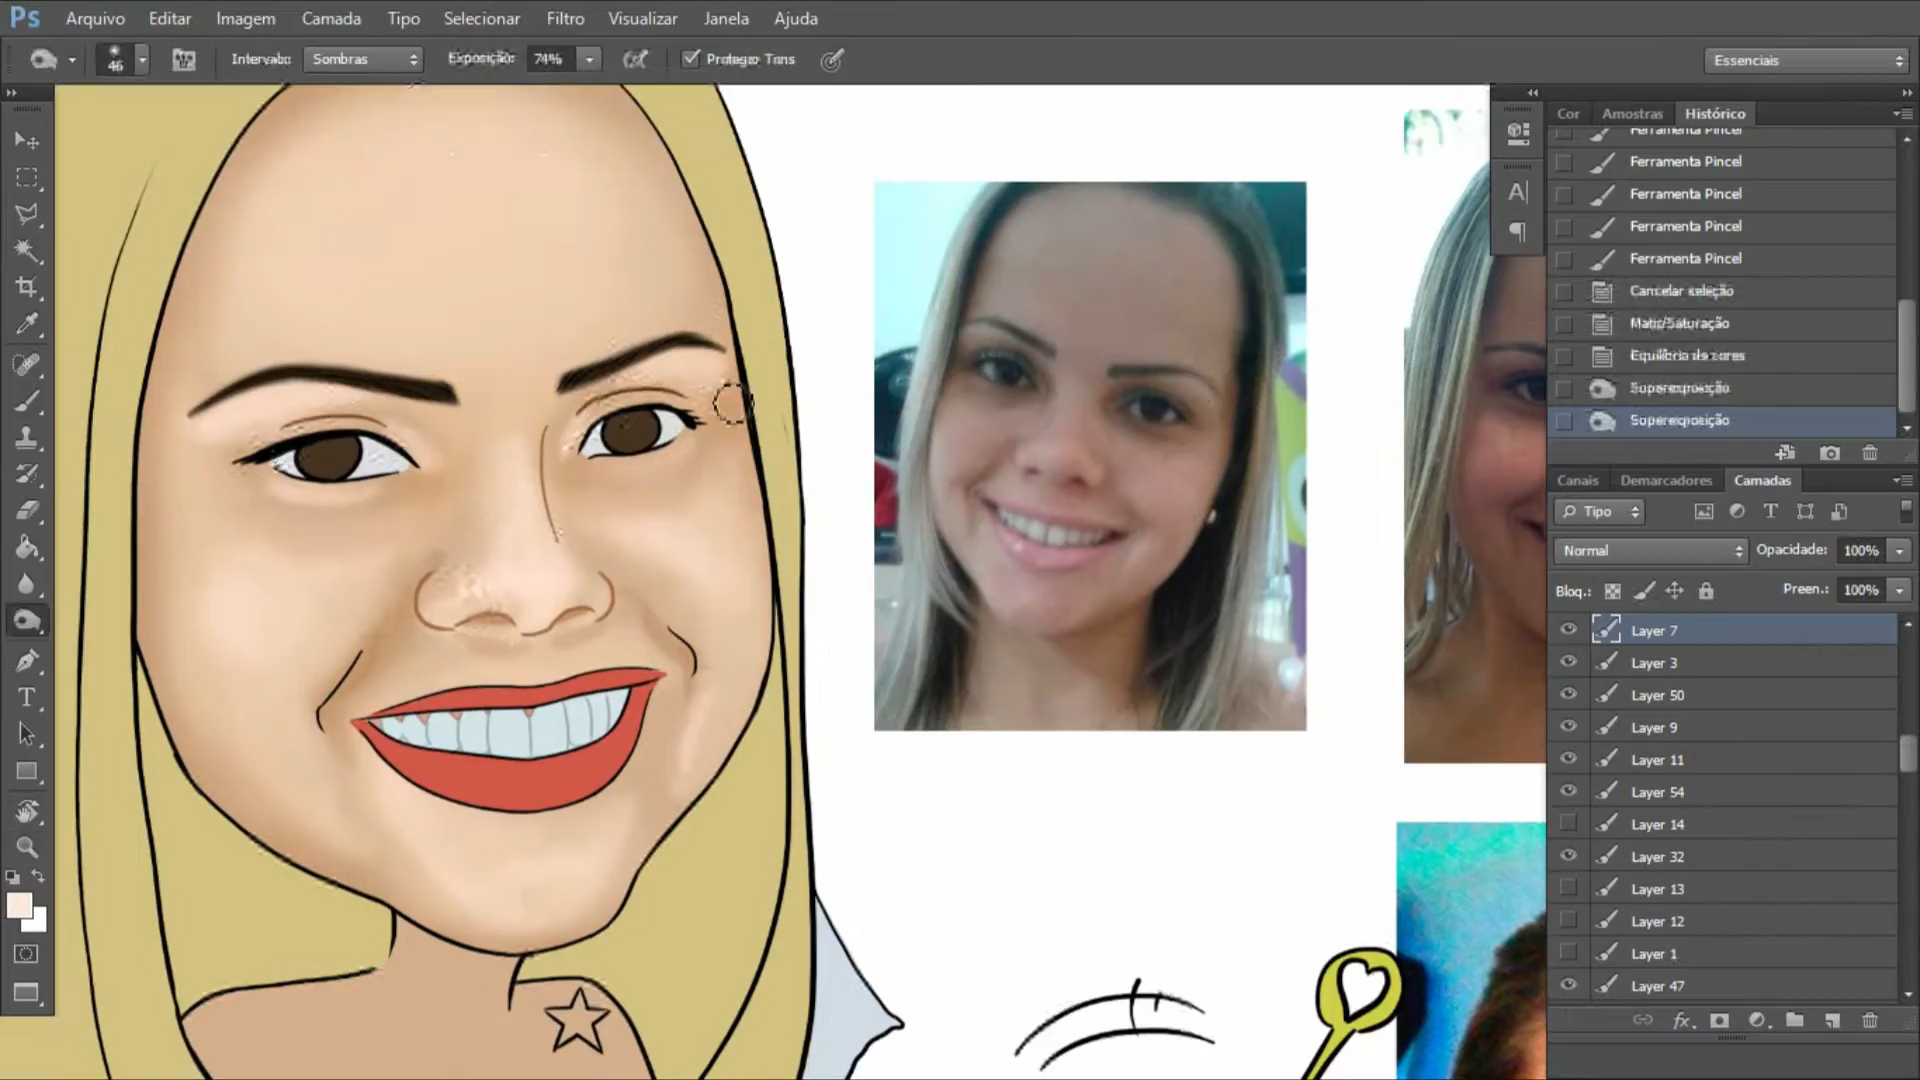 Ps Arquivo Editar Imagem Camada Tipo Selecionar Filtro Visualizar Janela Ajuda
46 Intervalo: Sombras Exposição: 74% Proteger Tons Essenciais
Cor Amostras Histórico
Ferramenta Pincel
Ferramenta Pincel
Ferramenta Pincel
Ferramenta Pincel
Ferramenta Pincel
Cancelar seleção
Matiz/Saturação
Equilíbrio de cores
Superexposição
Superexposição
Canais Demarcadores Camadas
Tipo
Normal Opacidade: 100%
Bloq.: Preen.: 100%
Layer 7
Layer 3
Layer 50
Layer 9
Layer 11
Layer 54
Layer 14
Layer 32
Layer 13
Layer 12
Layer 1
Layer 47